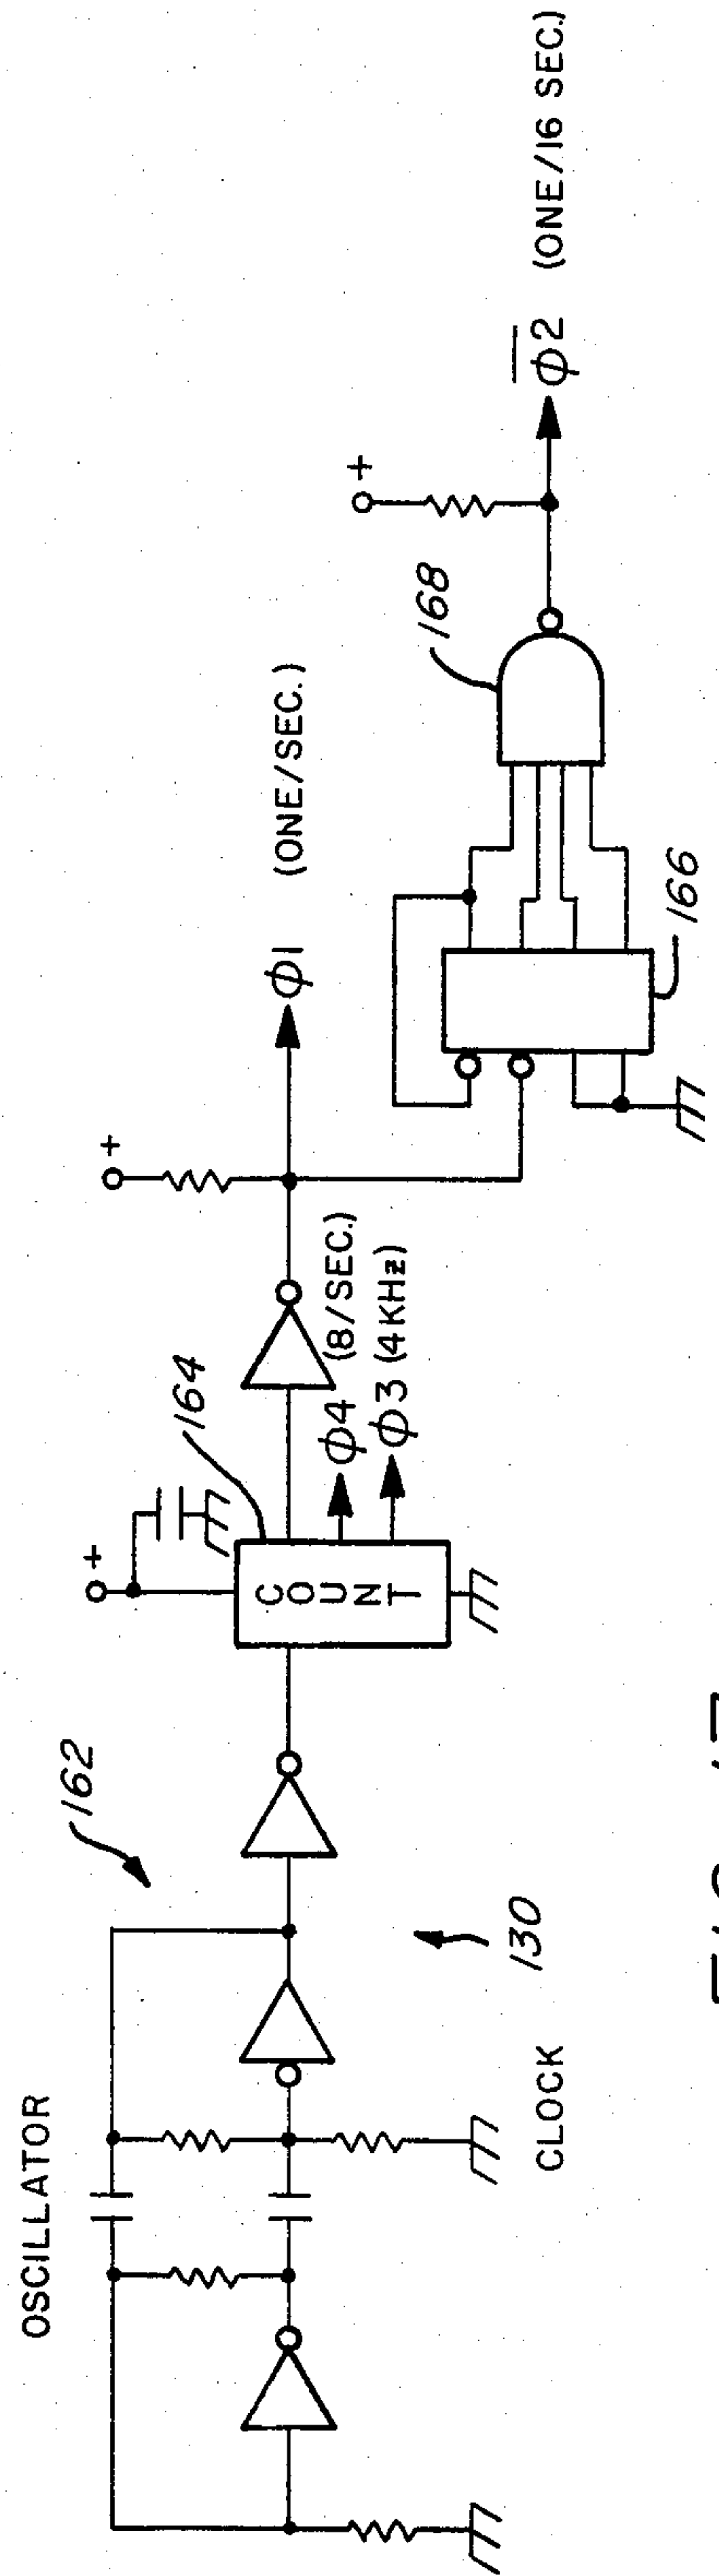 OSCILLATOR
162
+
164
COUNT
+
Φ1 (ONE/SEC.)
Φ4 (8/SEC.)
Φ3 (4KHz)
CLOCK
130
166
168
+
Φ2 (ONE/16 SEC.)